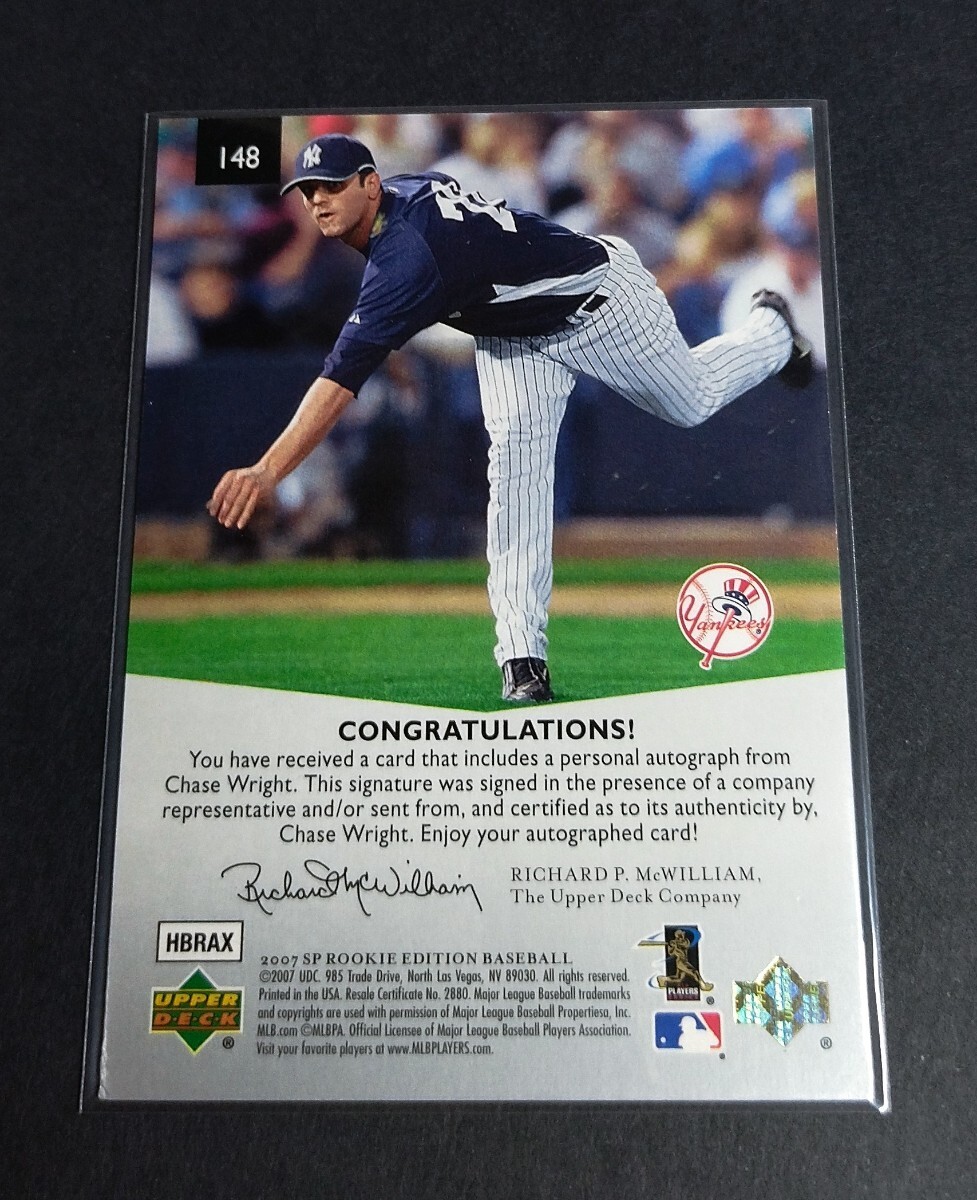 148
NY
Yankees
CONGRATULATIONS!
You have received a card that includes a personal autograph from
Chase Wright. This signature was signed in the presence of a company
representative and/or sent from, and certified as to its authenticity by,
Chase Wright. Enjoy your autographed card!
Richard P. McWilliam
RICHARD P. McWILLIAM,
The Upper Deck Company
HBRAX
UPPER
D·E·C·K
®
2007 SP ROOKIE EDITION BASEBALL
©2007 UDC. 985 Trade Drive, North Las Vegas, NV 89030. All rights reserved.
Printed in the USA. Resale Certificate No. 2880. Major League Baseball trademarks
and copyrights are used with permission of Major League Baseball Propertiesa, Inc.
MLB.com ©MLBPA. Official Licensee of Major League Baseball Players Association.
Visit your favorite players at www.MLBPLAYERS.com.
PLAYERS
®
®